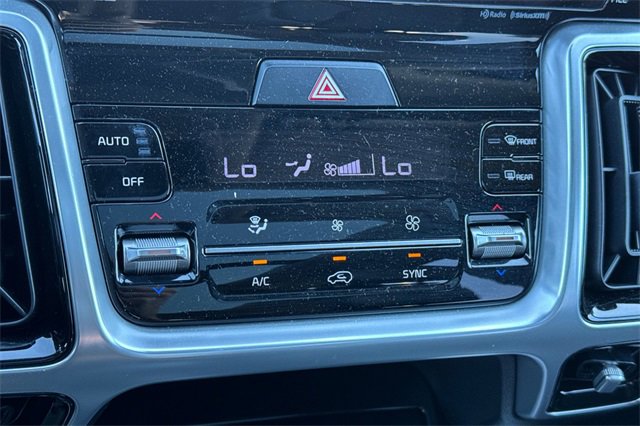 HD Radio SiriusXM
AUTO
OFF
Lo Lo
FRONT
REAR
A/C SYNC